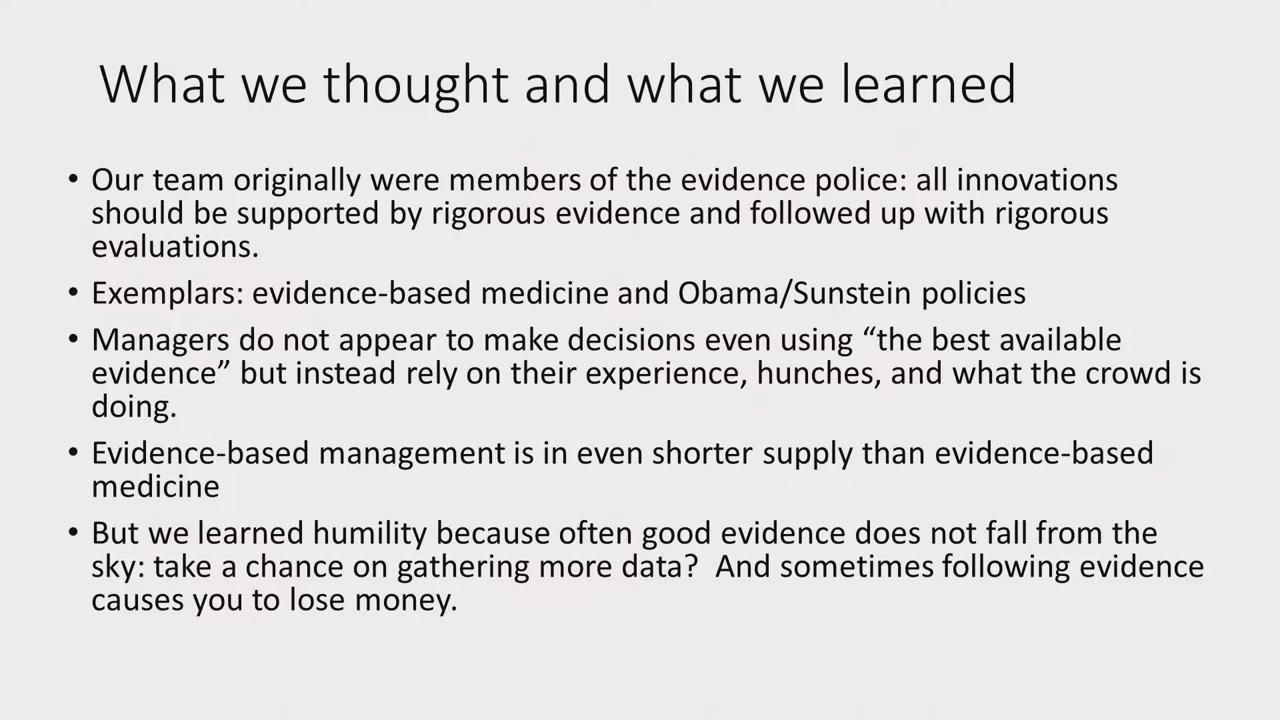 What we thought and what we learned
• Our team originally were members of the evidence police: all innovations
should be supported by rigorous evidence and followed up with rigorous
evaluations.
• Exemplars: evidence-based medicine and Obama/Sunstein policies
• Managers do not appear to make decisions even using “the best available
evidence” but instead rely on their experience, hunches, and what the crowd is
doing.
• Evidence-based management is in even shorter supply than evidence-based
medicine
• But we learned humility because often good evidence does not fall from the
sky: take a chance on gathering more data?  And sometimes following evidence
causes you to lose money.